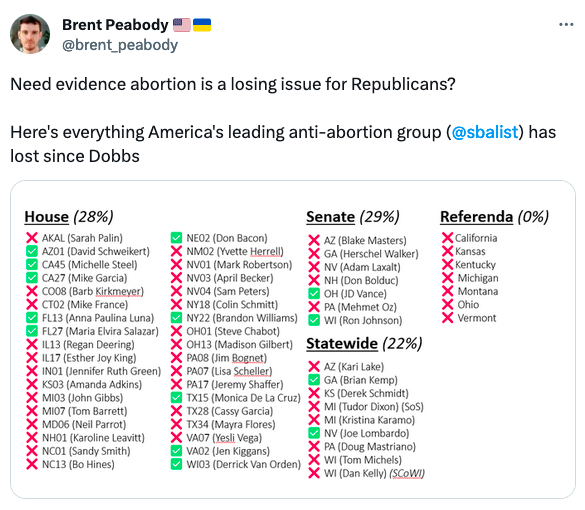 Brent Peabody 🇺🇸🇺🇦
@brent_peabody
Need evidence abortion is a losing issue for Republicans?
Here's everything America's leading anti-abortion group (@sbalist) has
lost since Dobbs
House (28%)
❌ AKAL (Sarah Palin)
✅ AZ01 (David Schweikert)
✅ CA45 (Michelle Steel)
✅ CA27 (Mike Garcia)
❌ CO08 (Barb Kirkmeyer)
❌ CT02 (Mike France)
✅ FL13 (Anna Paulina Luna)
✅ FL27 (Maria Elvira Salazar)
❌ IL13 (Regan Deering)
❌ IL17 (Esther Joy King)
❌ IN01 (Jennifer Ruth Green)
❌ KS03 (Amanda Adkins)
❌ MI03 (John Gibbs)
❌ MI07 (Tom Barrett)
❌ MD06 (Neil Parrot)
❌ NH01 (Karoline Leavitt)
❌ NC01 (Sandy Smith)
❌ NC13 (Bo Hines)
✅ NE02 (Don Bacon)
❌ NM02 (Yvette Herrell)
❌ NV01 (Mark Robertson)
❌ NV03 (April Becker)
❌ NV04 (Sam Peters)
❌ NY18 (Colin Schmitt)
✅ NY22 (Brandon Williams)
❌ OH01 (Steve Chabot)
❌ OH13 (Madison Gilbert)
❌ PA08 (Jim Bognet)
❌ PA07 (Lisa Scheller)
❌ PA17 (Jeremy Shaffer)
✅ TX15 (Monica De La Cruz)
❌ TX28 (Cassy Garcia)
❌ TX34 (Mayra Flores)
❌ VA07 (Yesli Vega)
✅ VA02 (Jen Kiggans)
✅ WI03 (Derrick Van Orden)
Senate (29%)
❌ AZ (Blake Masters)
❌ GA (Herschel Walker)
❌ NV (Adam Laxalt)
❌ NH (Don Bolduc)
✅ OH (JD Vance)
❌ PA (Mehmet Oz)
✅ WI (Ron Johnson)
Statewide (22%)
❌ AZ (Kari Lake)
✅ GA (Brian Kemp)
❌ KS (Derek Schmidt)
❌ MI (Tudor Dixon) (SoS)
❌ MI (Kristina Karamo)
✅ NV (Joe Lombardo)
❌ PA (Doug Mastriano)
❌ WI (Tom Michels)
❌ WI (Dan Kelly) (SCoWI)
Referenda (0%)
❌ California
❌ Kansas
❌ Kentucky
❌ Michigan
❌ Montana
❌ Ohio
❌ Vermont